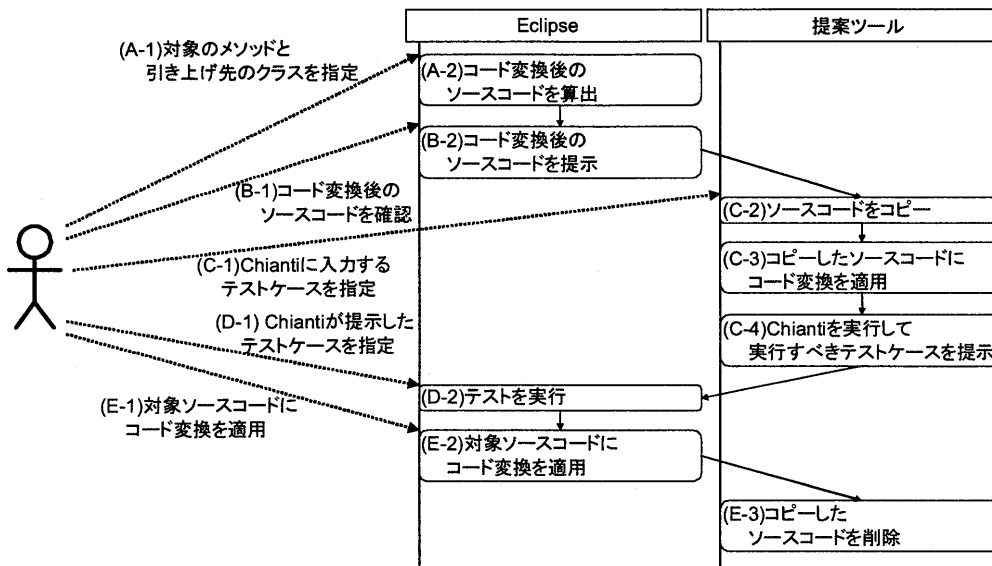 Eclipse
提案ツール
(A-1)対象のメソッドと
引き上げ先のクラスを指定
(A-2)コード変換後の
ソースコードを算出
(B-2)コード変換後の
ソースコードを提示
(B-1)コード変換後の
ソースコードを確認
(C-2)ソースコードをコピー
(C-1)Chiantiに入力する
テストケースを指定
(C-3)コピーしたソースコードに
コード変換を適用
(D-1) Chiantiが提示した
テストケースを指定
(C-4)Chiantiを実行して
実行すべきテストケースを提示
(D-2)テストを実行
(E-1)対象ソースコードに
コード変換を適用
(E-2)対象ソースコードに
コード変換を適用
(E-3)コピーした
ソースコードを削除